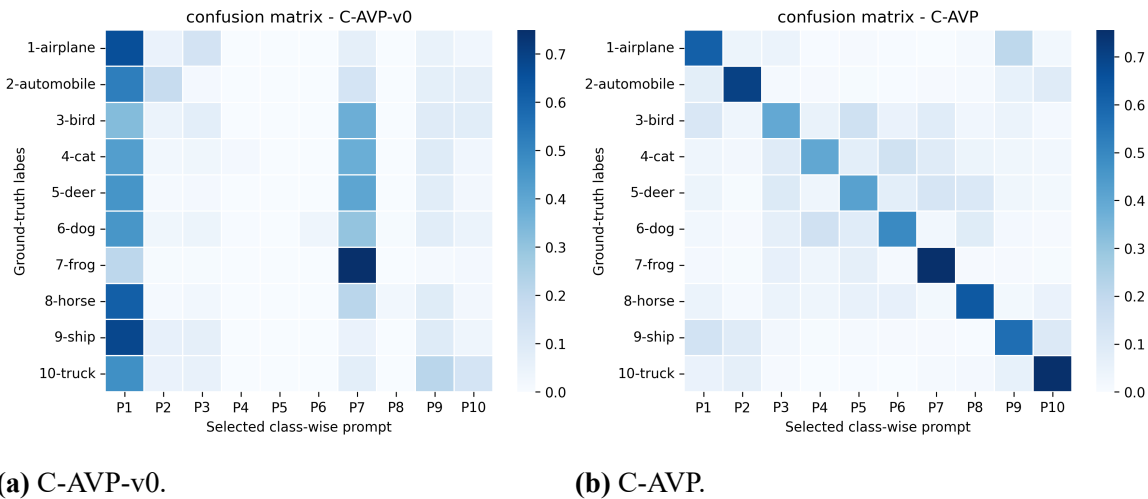 confusion matrix - C-AVP-v0
1-airplane
2-automobile
3-bird
4-cat
5-deer
6-dog
7-frog
8-horse
9-ship
10-truck
Ground-truth labes
P1 P2 P3 P4 P5 P6 P7 P8 P9 P10
Selected class-wise prompt
0.7
0.6
0.5
0.4
0.3
0.2
0.1
0.0
(a) C-AVP-v0.
confusion matrix - C-AVP
1-airplane
2-automobile
3-bird
4-cat
5-deer
6-dog
7-frog
8-horse
9-ship
10-truck
Ground-truth labes
P1 P2 P3 P4 P5 P6 P7 P8 P9 P10
Selected class-wise prompt
0.7
0.6
0.5
0.4
0.3
0.2
0.1
0.0
(b) C-AVP.